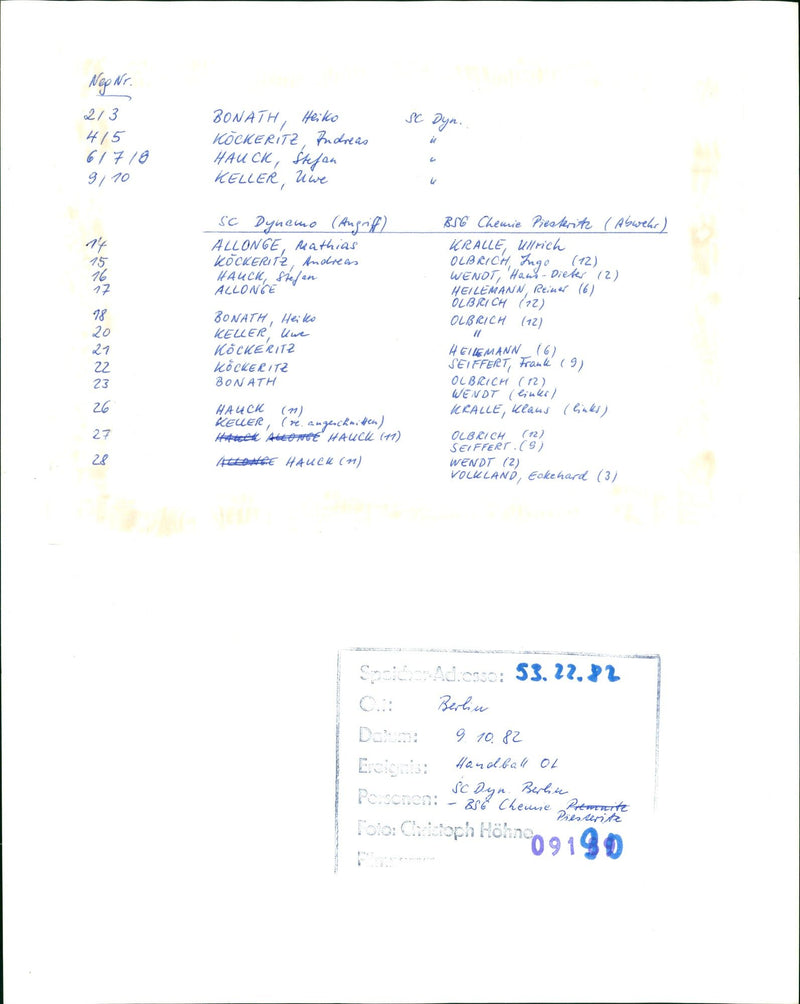 Neg Nr.
2/3 BONATH, Heiko SC Dyn.
4/5 KÖCKERITZ, Andreas "
6/7/8 HAUCK, Stefan "
9/10 KELLER, Uwe "
SC Dynamo (Angriff) BSG Chemie Piesteritz (Abwehr)
14 ALLONGE, Mathias KRALLE, Ullrich
15 KÖCKERITZ, Andreas OLBRICH, Ingo (12)
16 HAUCK, Stefan WENDT, Hans-Dieter (2)
17 ALLONGE HEILEMANN, Reiner (6)
OLBRICH (12)
18 BONATH, Heiko OLBRICH (12)
20 KELLER, Uwe "
21 KÖCKERITZ HEILEMANN (6)
22 KÖCKERITZ SEIFFERT, Frank (9)
23 BONATH OLBRICH (12)
WENDT (links)
26 HAUCK (11) KRALLE, Klaus (links)
KELLER, (re. angeschnitten)
27 HAUCK ALLONGE HAUCK (11) OLBRICH (12)
SEIFFERT. (9)
28 ALLONGE HAUCK (11) WENDT (2)
VOLKLAND, Eckehard (3)
Speicher-Adresse: 53.22.82
Ort: Berlin
Datum: 9 10. 82
Ereignis: Handball OL
Personen: SC Dyn. Berlin
- BSG Chemie Premnitz
Piesteritz
Foto: Christoph Höhne
091 90